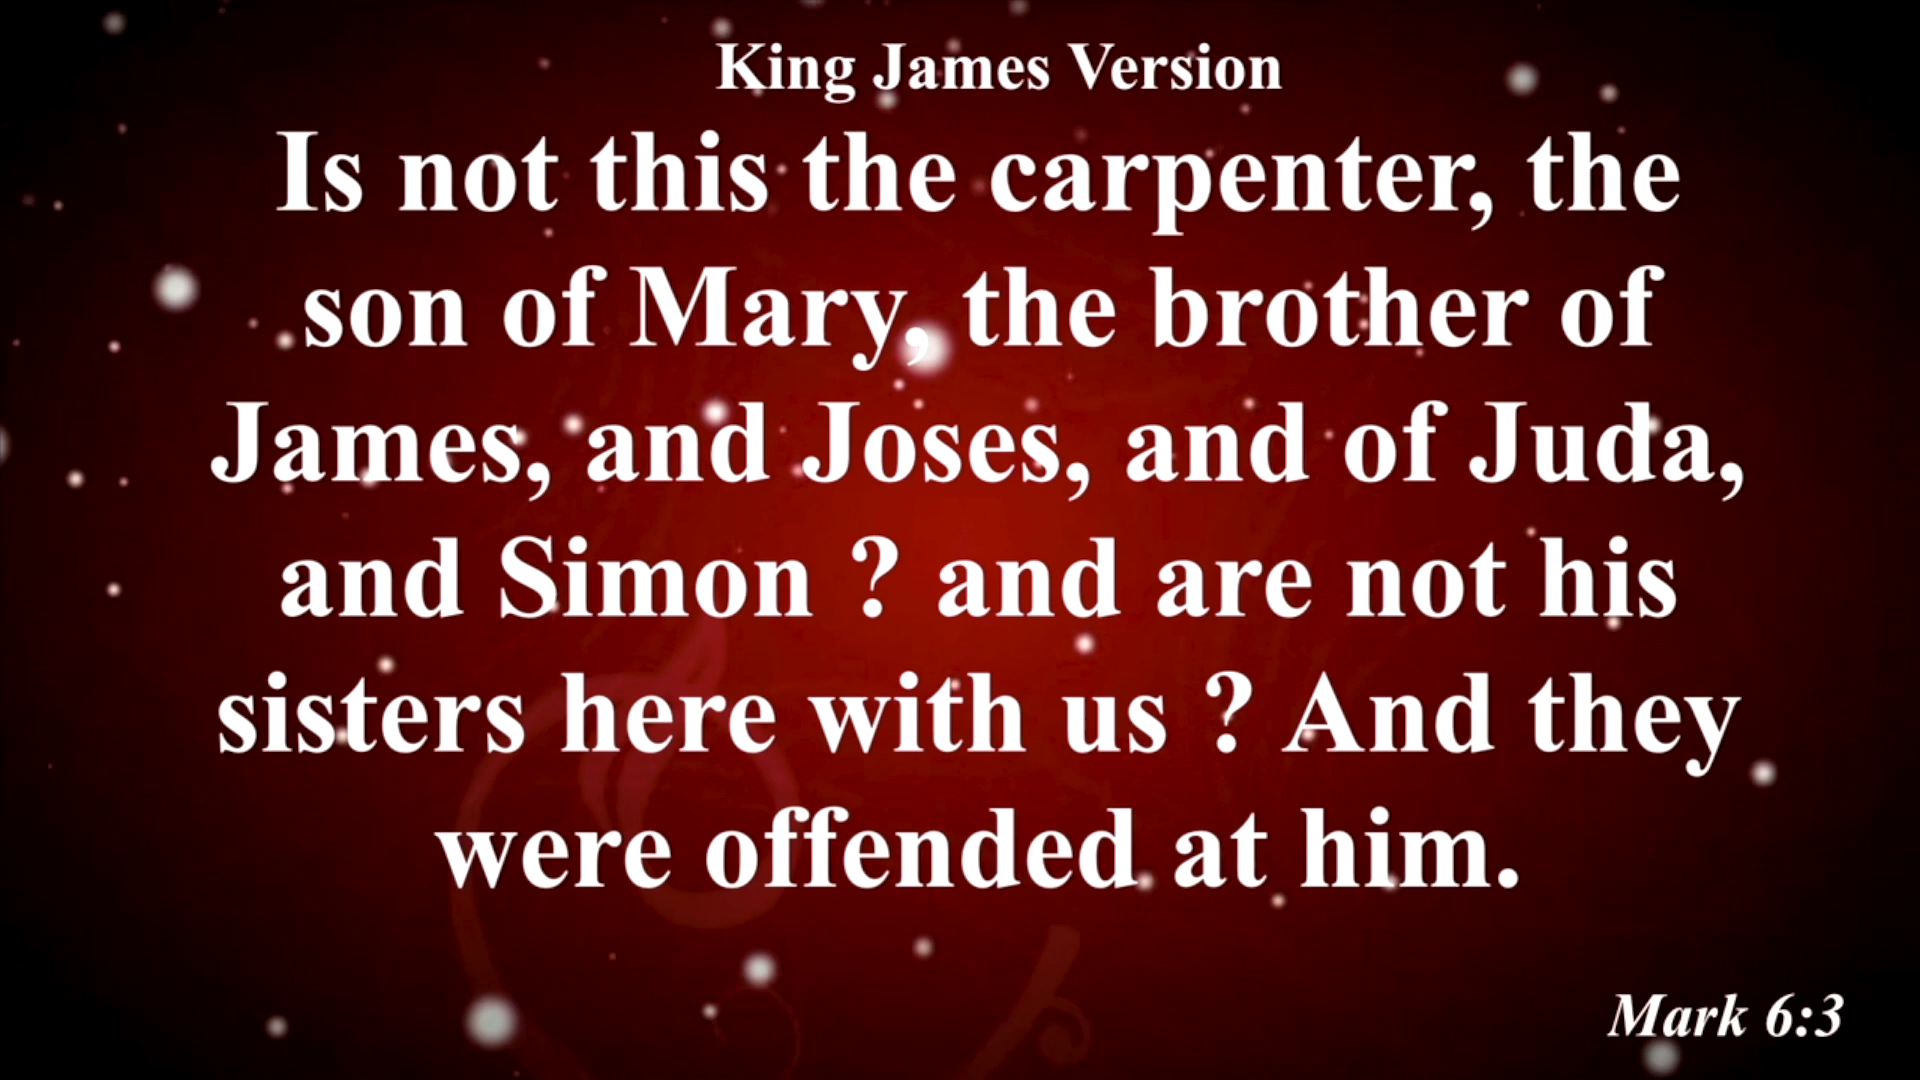 King James Version
Is not this the carpenter, the
son of Mary, the brother of
James, and Joses, and of Juda,
and Simon ? and are not his
sisters here with us ? And they
were offended at him.
Mark 6:3